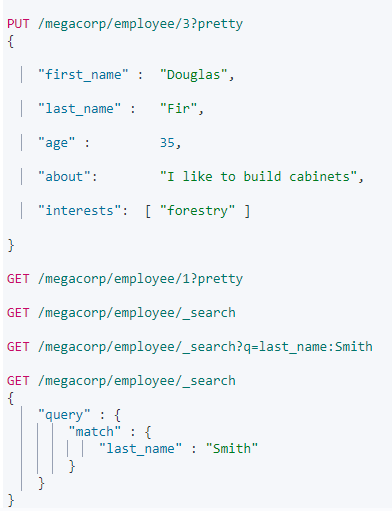 PUT /megacorp/employee/3?pretty
{
    "first_name" :  "Douglas",
    "last_name" :   "Fir",
    "age" :         35,
    "about":        "I like to build cabinets",
    "interests":  [ "forestry" ]
}
GET /megacorp/employee/1?pretty
GET /megacorp/employee/_search
GET /megacorp/employee/_search?q=last_name:Smith
GET /megacorp/employee/_search
{
    "query" : {
        "match" : {
            "last_name" : "Smith"
        }
    }
}